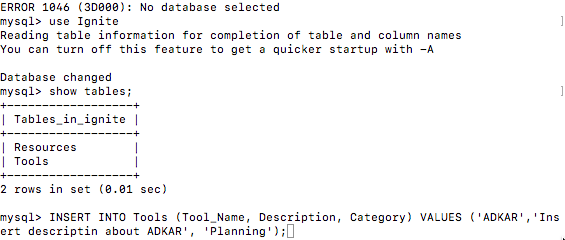 ERROR 1046 (3D000): No database selected
mysql> use Ignite
Reading table information for completion of table and column names
You can turn off this feature to get a quicker startup with -A
Database changed
mysql> show tables;
+------------------+
| Tables_in_ignite |
+------------------+
| Resources        |
| Tools            |
+------------------+
2 rows in set (0.01 sec)
mysql> INSERT INTO Tools (Tool_Name, Description, Category) VALUES ('ADKAR','Ins
ert descriptin about ADKAR', 'Planning');